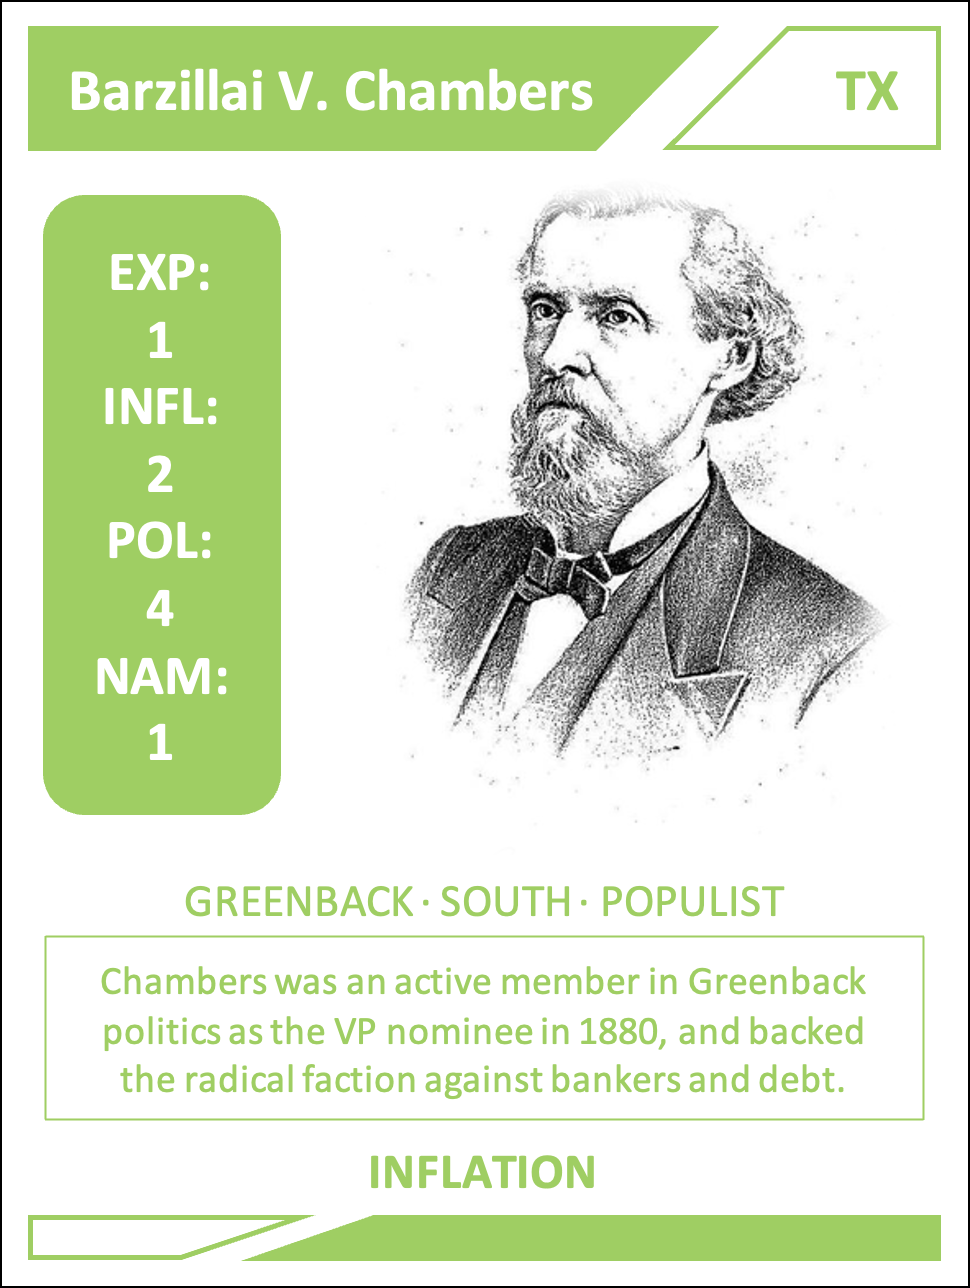 Barzillai V. Chambers
TX
EXP:
1
INFL:
2
POL:
4
NAM:
1
GREENBACK · SOUTH · POPULIST
Chambers was an active member in Greenback
politics as the VP nominee in 1880, and backed
the radical faction against bankers and debt.
INFLATION